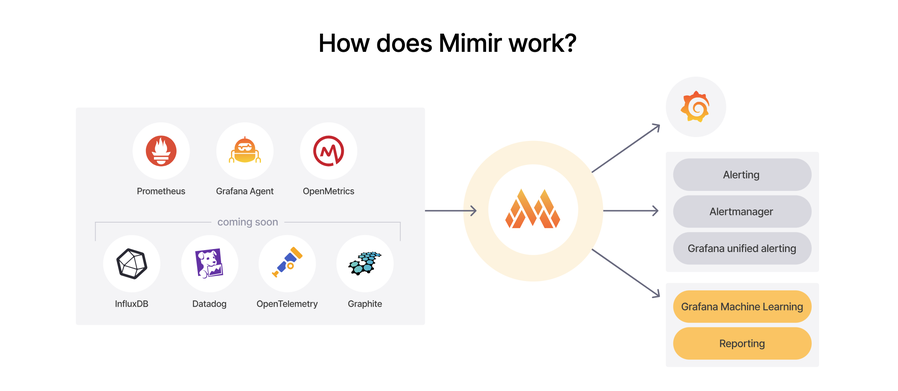 How does Mimir work?
Prometheus
Grafana Agent
OpenMetrics
coming soon
InfluxDB
Datadog
OpenTelemetry
Graphite
Alerting
Alertmanager
Grafana unified alerting
Grafana Machine Learning
Reporting